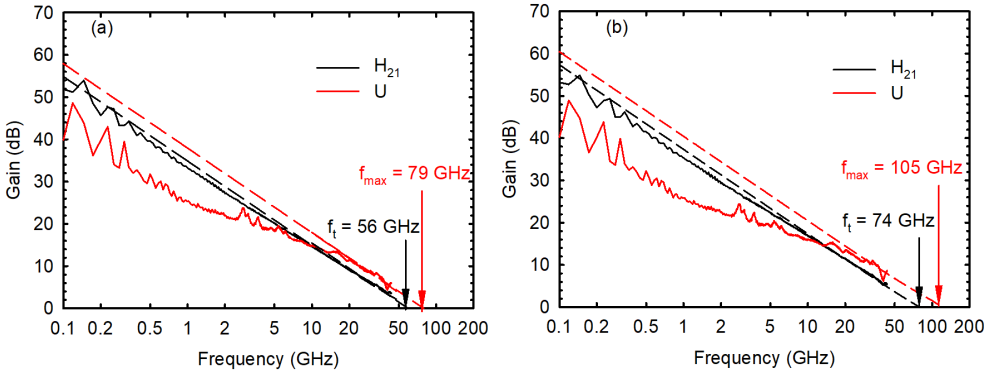 (a)
70
60
50
40
30
20
10
0
Gain (dB)
H21
U
fmax = 79 GHz
ft = 56 GHz
0.1 0.2 0.5 1 2 5 10 20 50 100 200
Frequency (GHz)
(b)
70
60
50
40
30
20
10
0
Gain (dB)
H21
U
fmax = 105 GHz
ft = 74 GHz
0.1 0.2 0.5 1 2 5 10 20 50 100 200
Frequency (GHz)